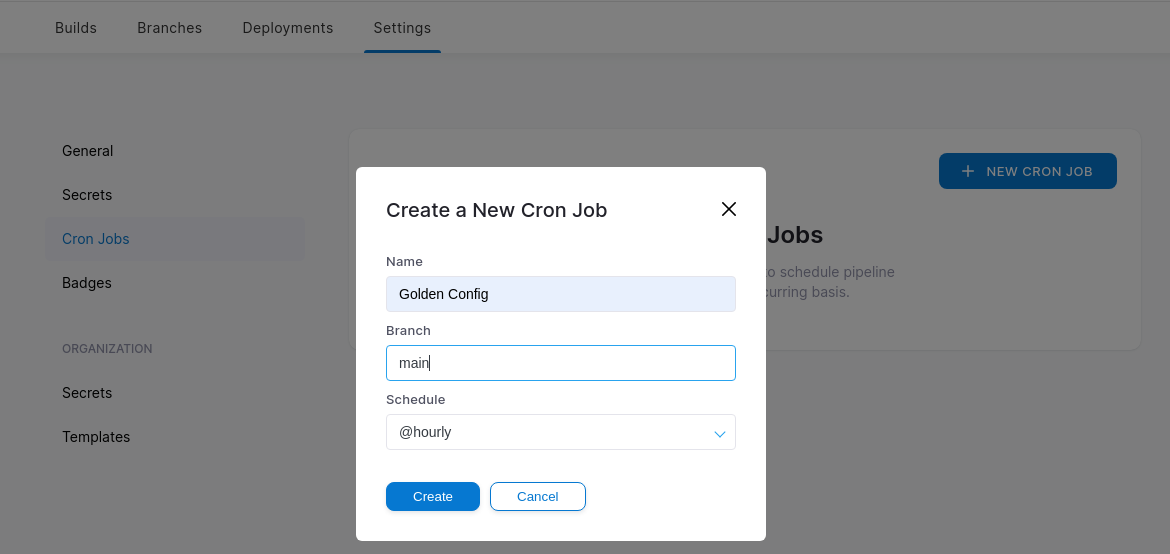 Builds Branches Deployments Settings
General
Secrets
Cron Jobs
Badges
ORGANIZATION
Secrets
Templates
NEW CRON JOB
Jobs
to schedule pipeline
curring basis.
Create a New Cron Job
Name
Golden Config
Branch
main
Schedule
@hourly
Create Cancel